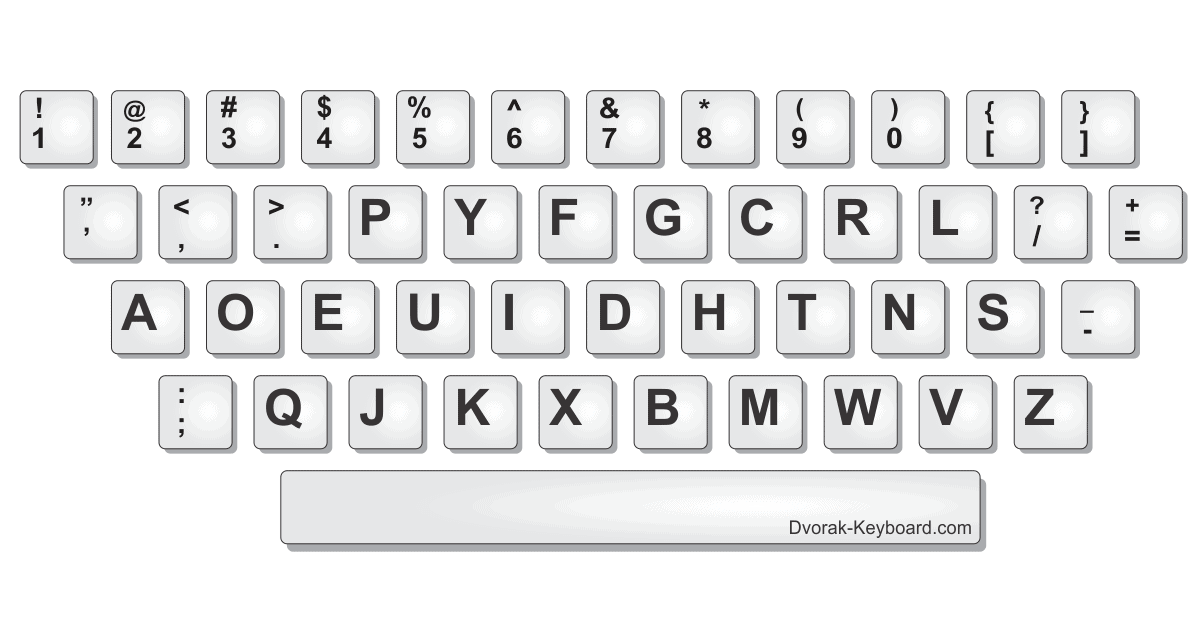 ! @ # $ % ^ & * ( ) { }
1 2 3 4 5 6 7 8 9 0 [ ]
” < > P Y F G C R L ? +
’ , . / =
A O E U I D H T N S _
-
: Q J K X B M W V Z
;
Dvorak-Keyboard.com